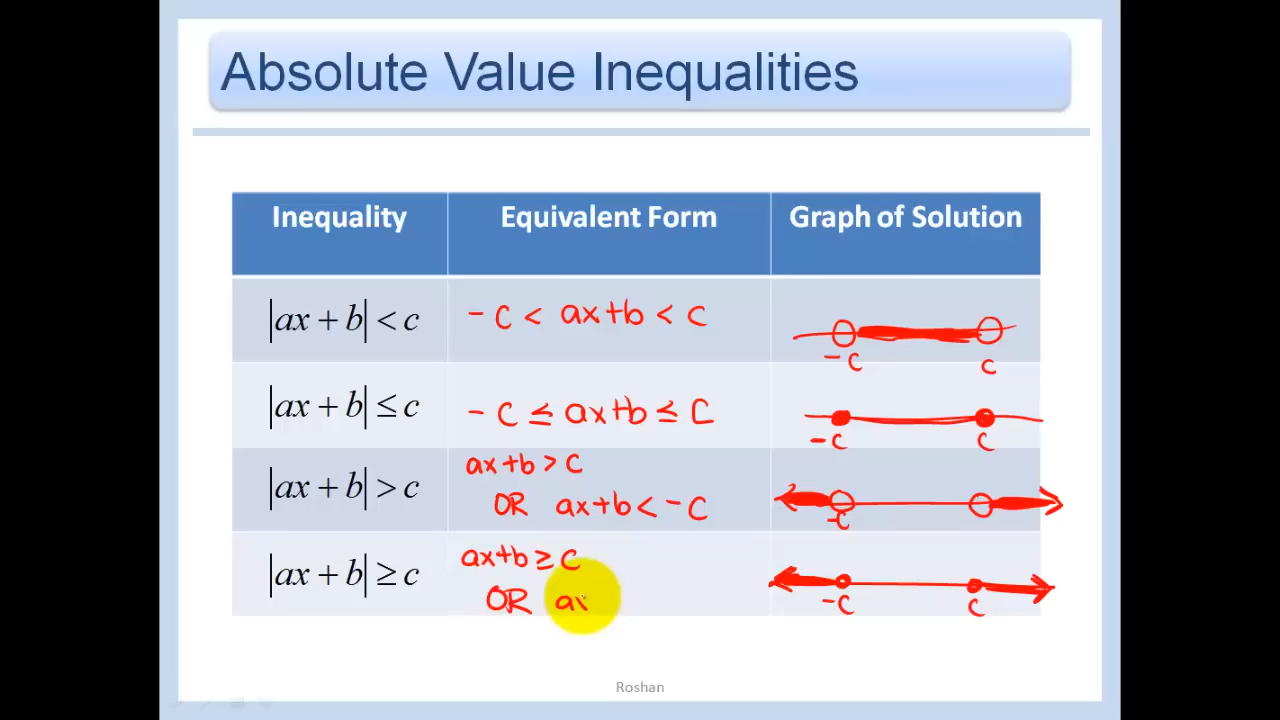 Absolute Value Inequalities
Inequality Equivalent Form Graph of Solution
|ax + b| < c - c < ax+b < c
-c c
|ax + b| ≤ c - c ≤ ax+b ≤ c
-c c
ax+b > c
|ax + b| > c
OR ax+b < -c
-c
ax+b ≥ c
|ax + b| ≥ c
OR ax
-c c
Roshan